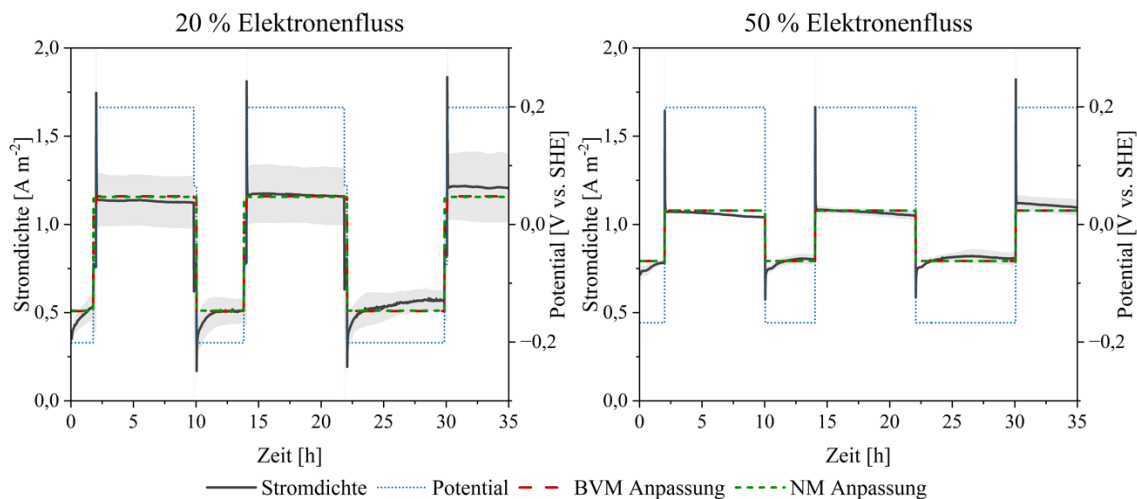 20 % Elektronenfluss
50 % Elektronenfluss
Stromdichte [A m-2]
2,0
1,5
1,0
0,5
0,0
0 5 10 15 20 25 30 35
Zeit [h]
0,2
0,0
−0,2
Potential [V vs. SHE]
Stromdichte [A m-2]
2,0
1,5
1,0
0,5
0,0
0 5 10 15 20 25 30 35
Zeit [h]
0,2
0,0
−0,2
Potential [V vs. SHE]
Stromdichte Potential BVM Anpassung NM Anpassung